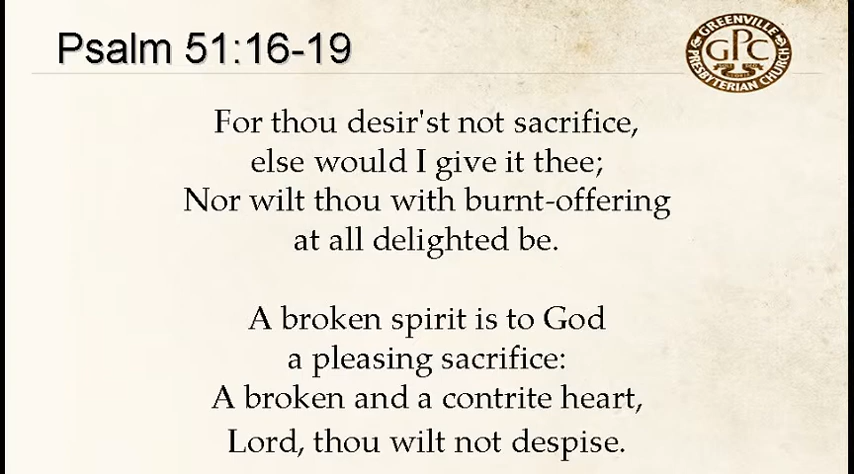 Psalm 51:16-19
GREENVILLE
GPC
PRESBYTERIAN CHURCH
For thou desir'st not sacrifice,
else would I give it thee;
Nor wilt thou with burnt-offering
at all delighted be.
A broken spirit is to God
a pleasing sacrifice:
A broken and a contrite heart,
Lord, thou wilt not despise.